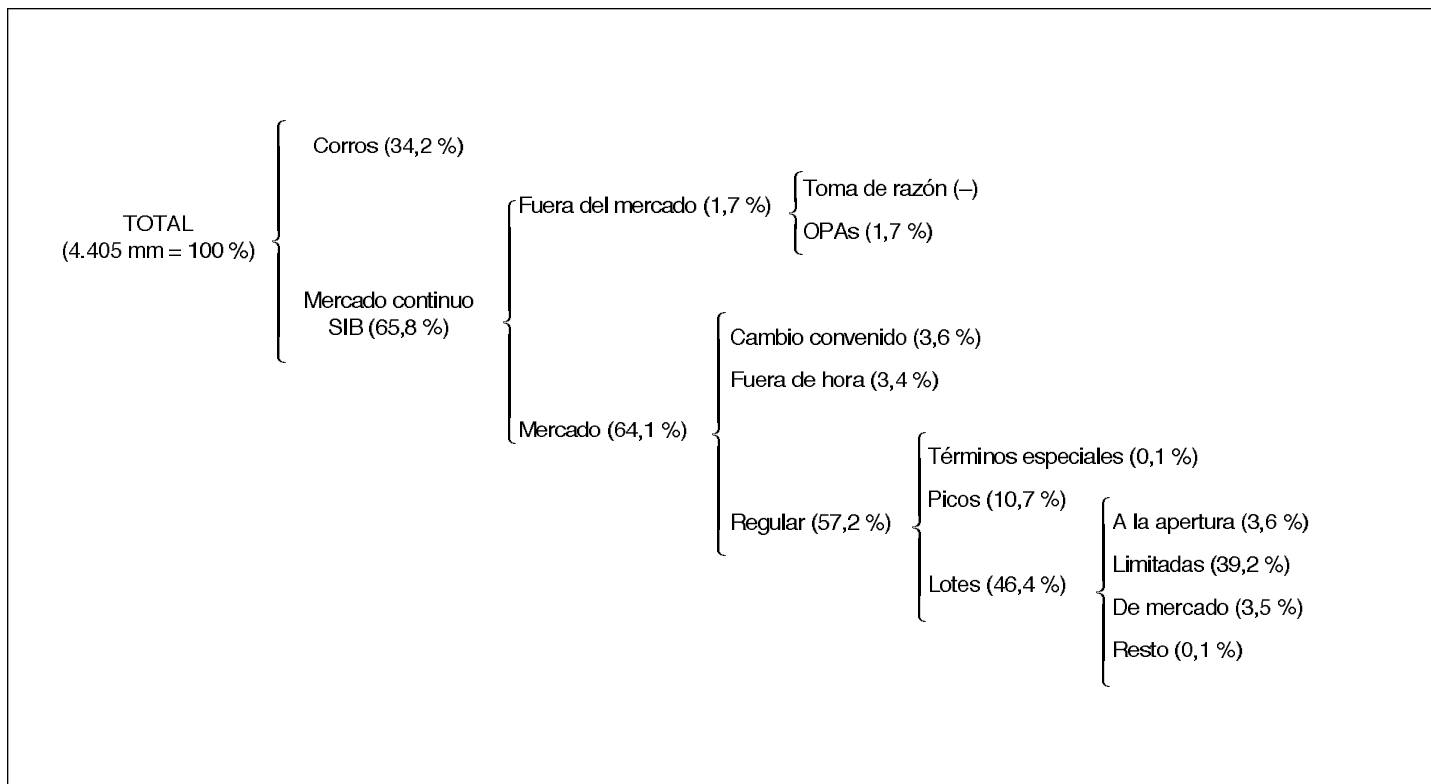 Corros (34,2 %)
TOTAL
(4.405 mm = 100 %)
Mercado continuo
SIB (65,8 %)
Fuera del mercado (1,7 %)
Toma de razón (–)
OPAs (1,7 %)
Mercado (64,1 %)
Cambio convenido (3,6 %)
Fuera de hora (3,4 %)
Regular (57,2 %)
Términos especiales (0,1 %)
Picos (10,7 %)
Lotes (46,4 %)
A la apertura (3,6 %)
Limitadas (39,2 %)
De mercado (3,5 %)
Resto (0,1 %)